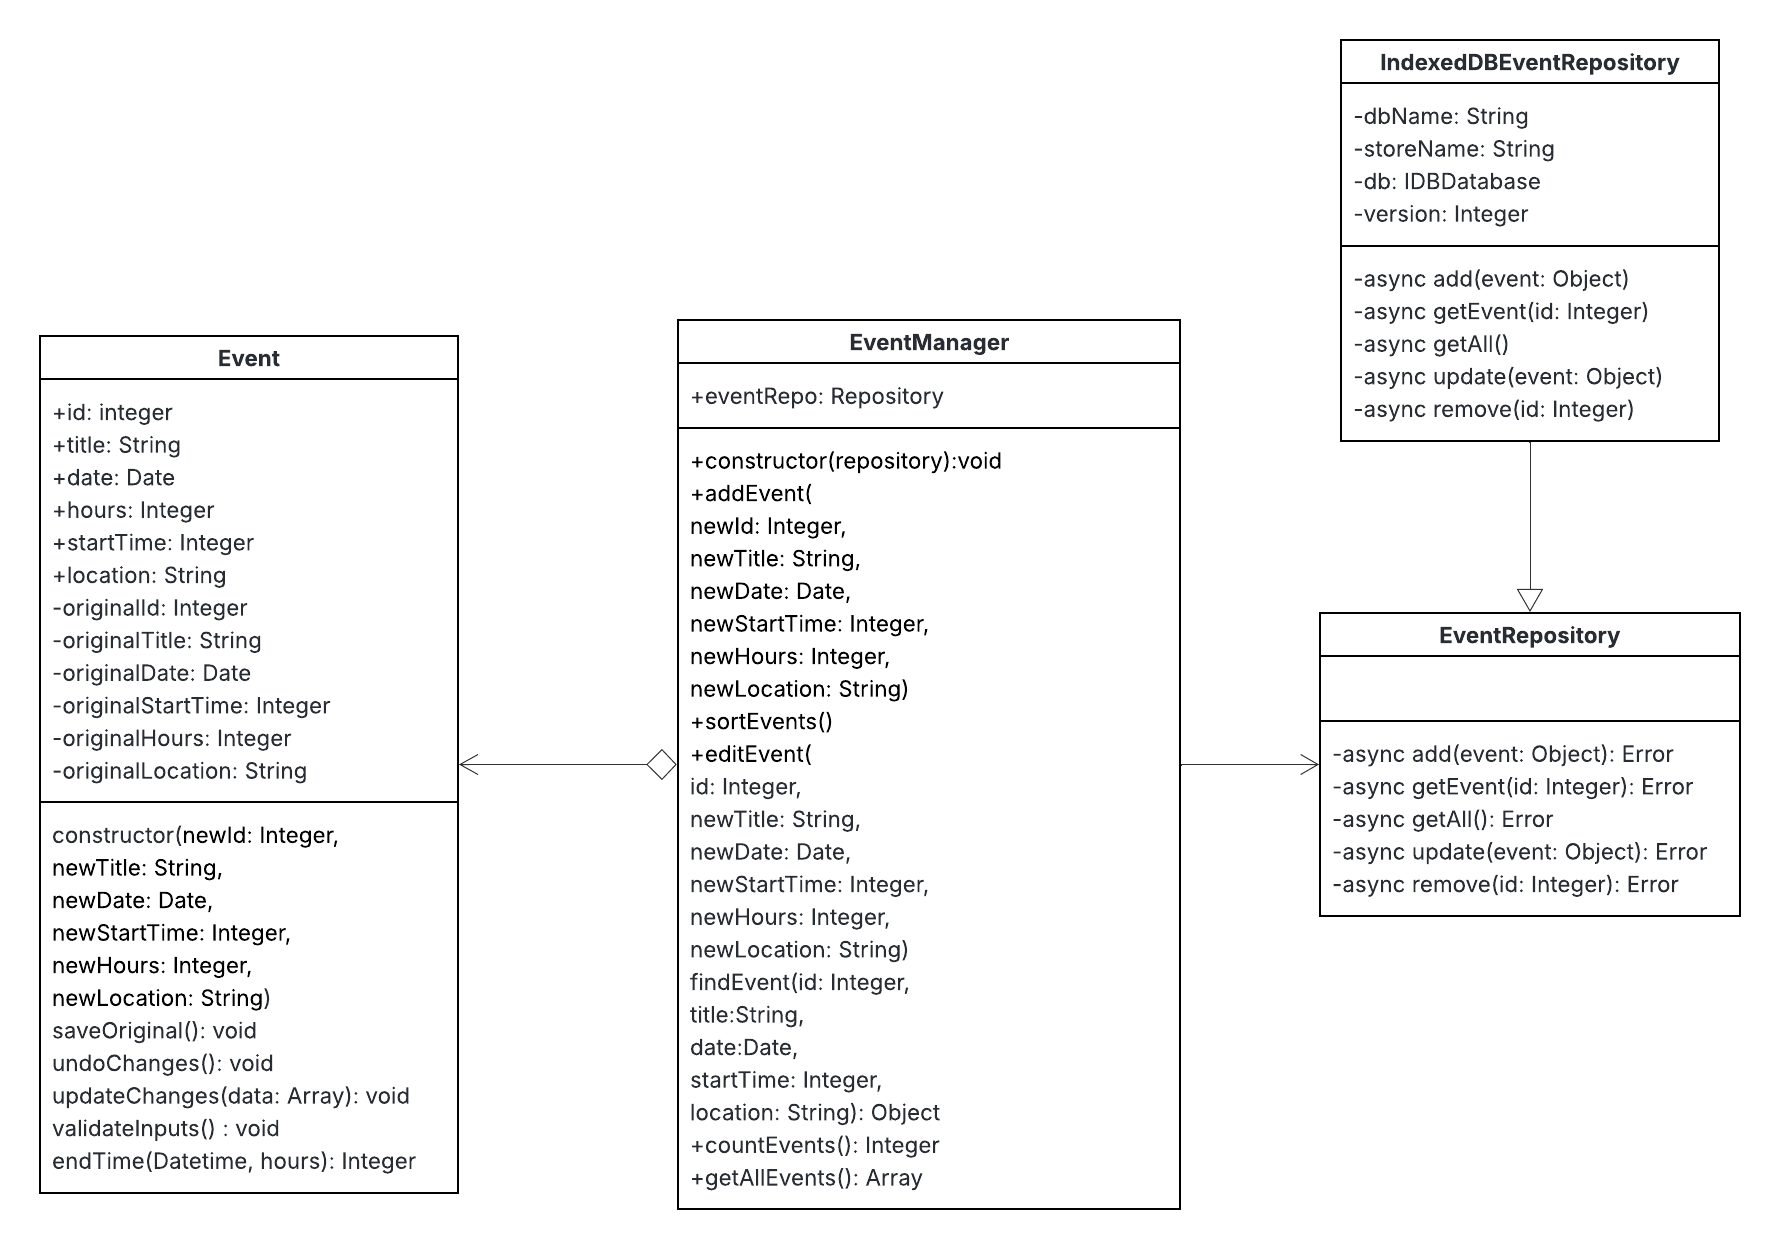 IndexedDBEventRepository
-dbName: String
-storeName: String
-db: IDBDatabase
-version: Integer
-async add(event: Object)
-async getEvent(id: Integer)
-async getAll()
-async update(event: Object)
-async remove(id: Integer)
Event
+id: integer
+title: String
+date: Date
+hours: Integer
+startTime: Integer
+location: String
-originalId: Integer
-originalTitle: String
-originalDate: Date
-originalStartTime: Integer
-originalHours: Integer
-originalLocation: String
constructor(newId: Integer,
newTitle: String,
newDate: Date,
newStartTime: Integer,
newHours: Integer,
newLocation: String)
saveOriginal(): void
undoChanges(): void
updateChanges(data: Array): void
validateInputs() : void
endTime(Datetime, hours): Integer
EventManager
+eventRepo: Repository
+constructor(repository):void
+addEvent(
newId: Integer,
newTitle: String,
newDate: Date,
newStartTime: Integer,
newHours: Integer,
newLocation: String)
+sortEvents()
+editEvent(
id: Integer,
newTitle: String,
newDate: Date,
newStartTime: Integer,
newHours: Integer,
newLocation: String)
findEvent(id: Integer,
title:String,
date:Date,
startTime: Integer,
location: String): Object
+countEvents(): Integer
+getAllEvents(): Array
EventRepository
-async add(event: Object): Error
-async getEvent(id: Integer): Error
-async getAll(): Error
-async update(event: Object): Error
-async remove(id: Integer): Error